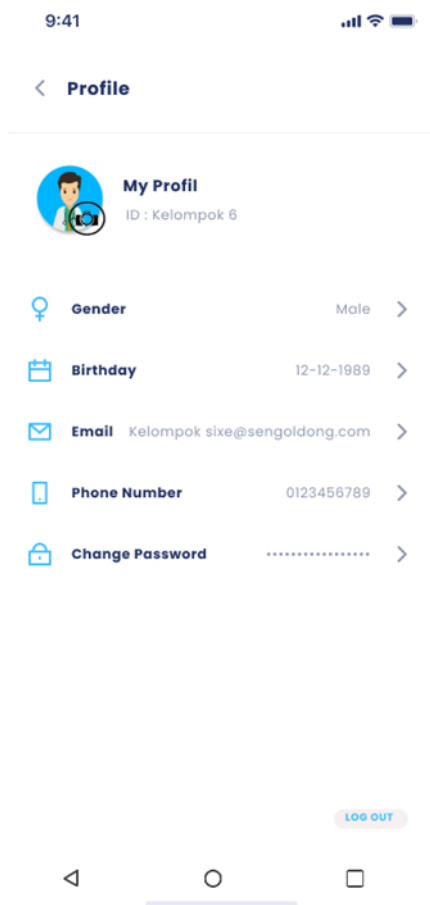 9:41
Profile
My Profil
ID : Kelompok 6
Gender Male
Birthday 12-12-1989
Email Kelompok sixe@sengoldong.com
Phone Number 0123456789
Change Password •••••••••••••••••
LOG OUT